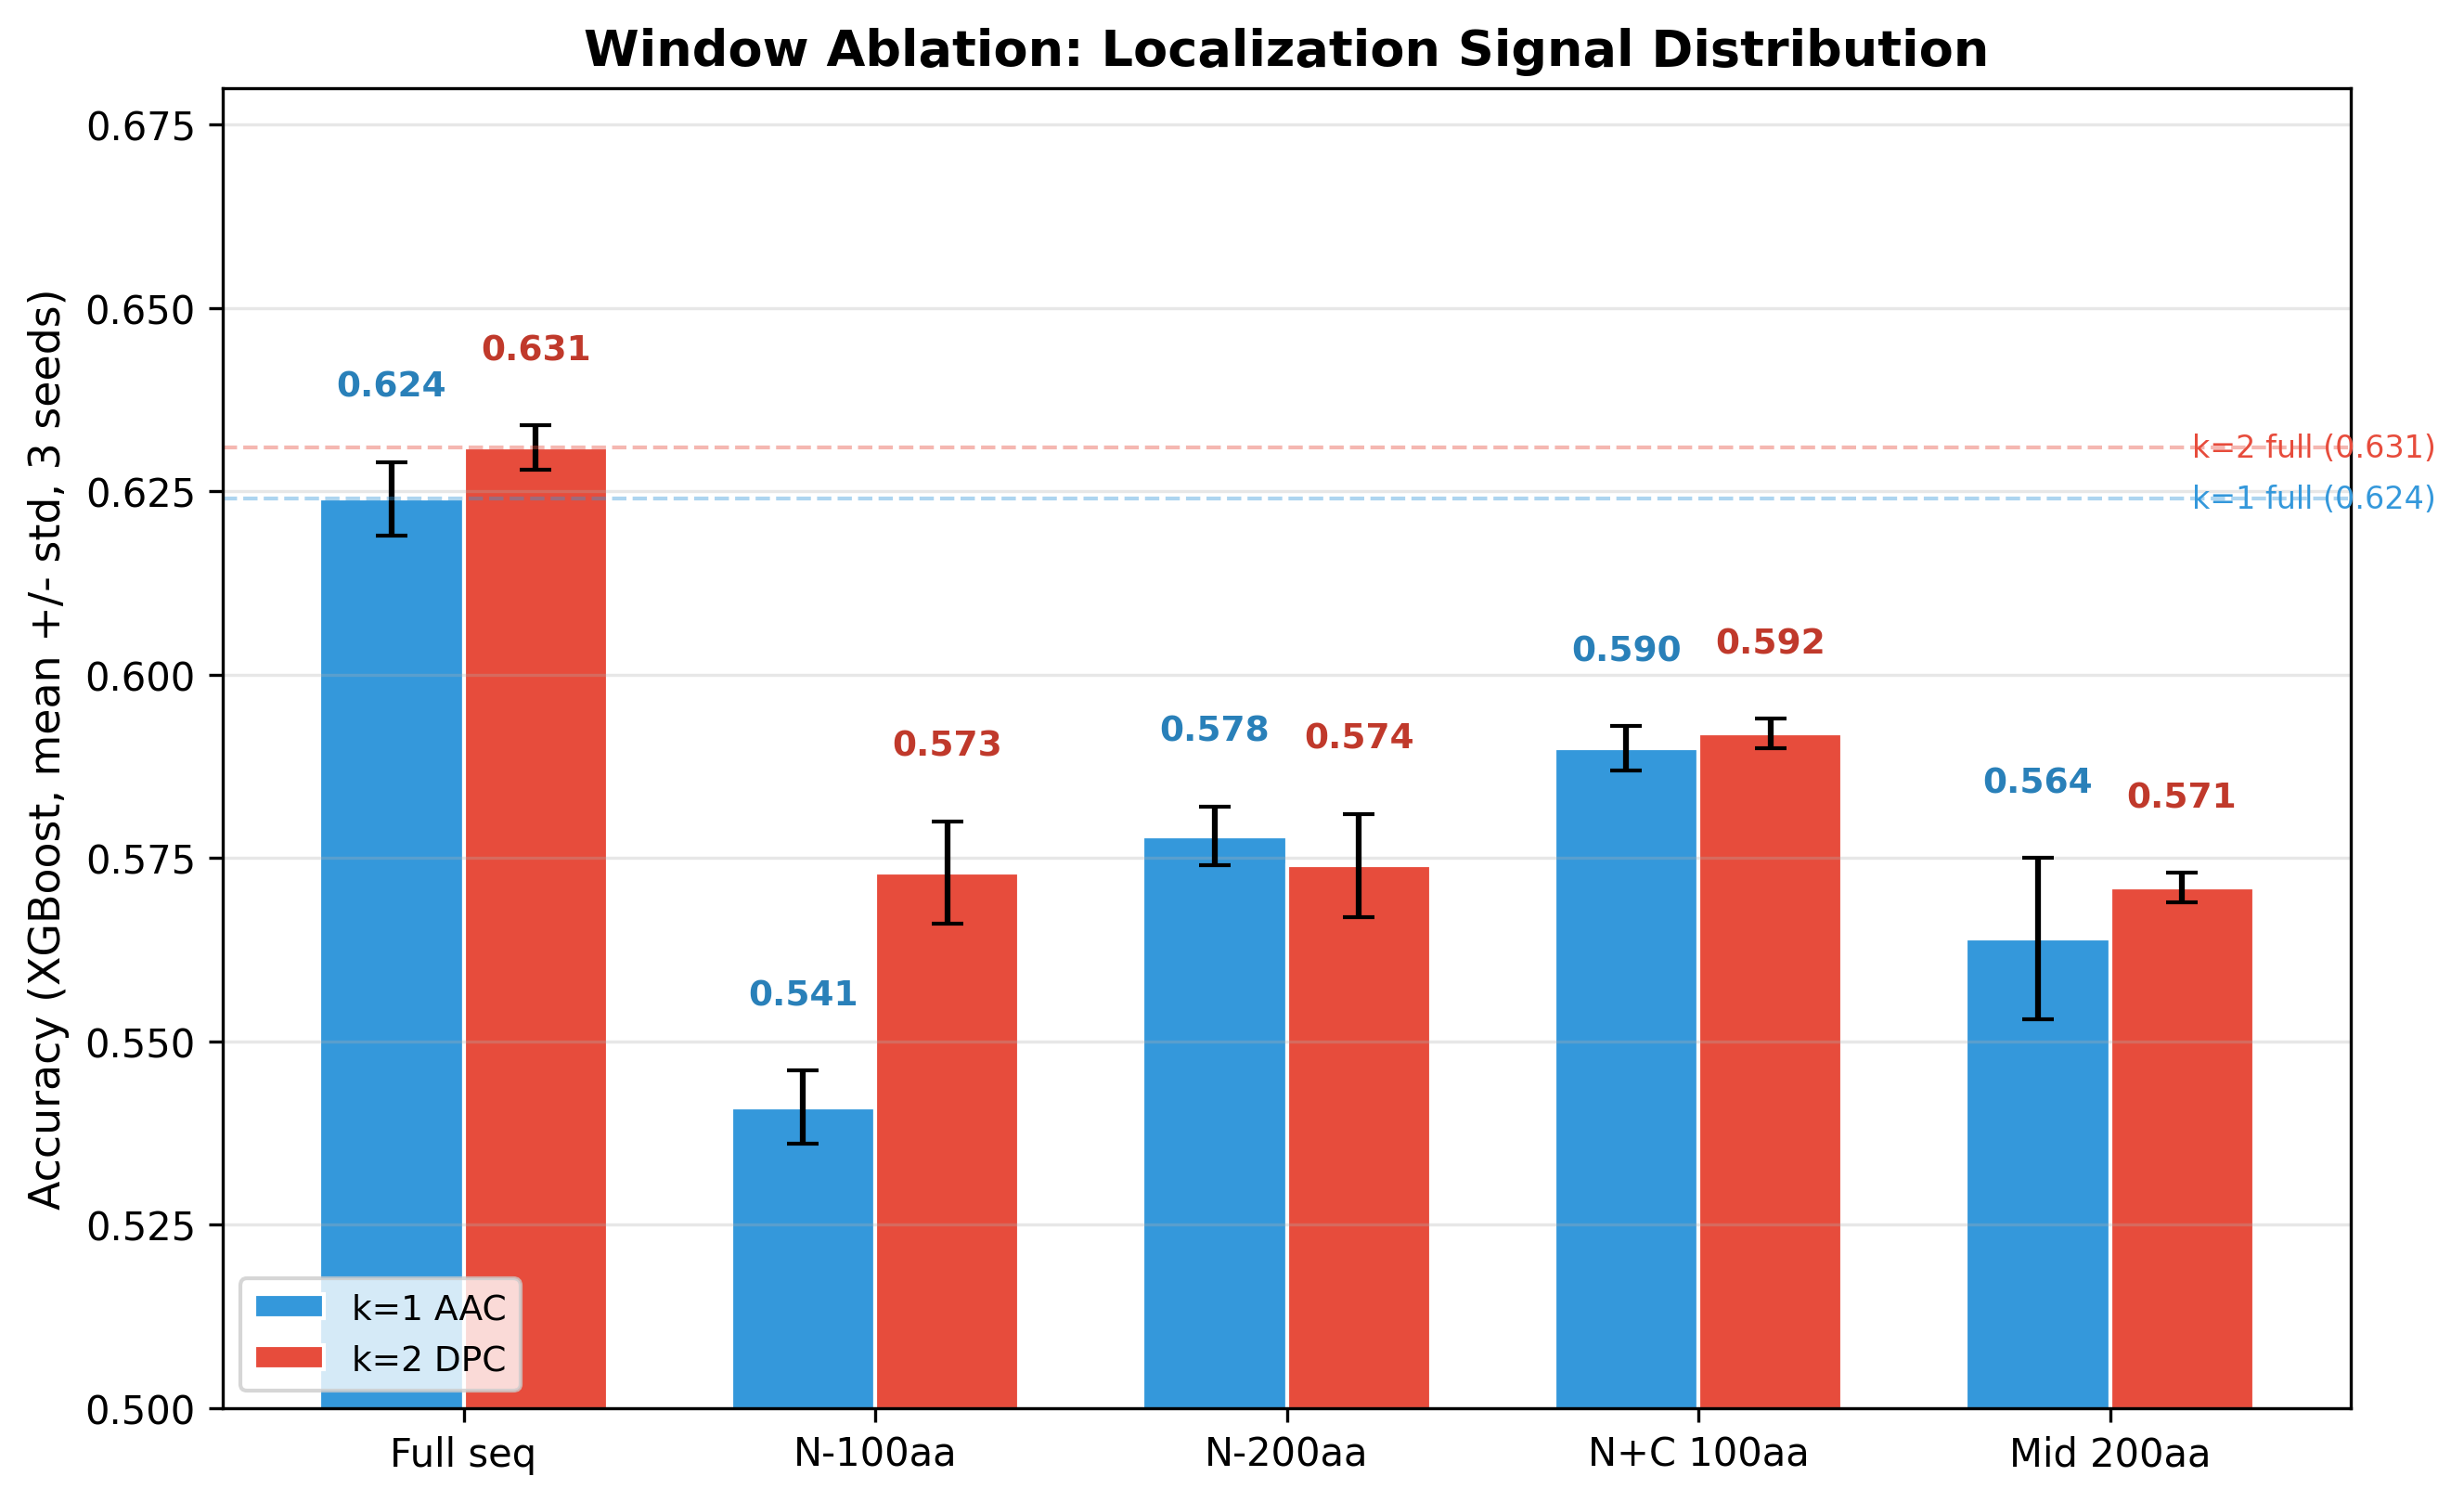 Window Ablation: Localization Signal Distribution
Accuracy (XGBoost, mean +/- std, 3 seeds)
0.675
0.650
0.625
0.600
0.575
0.550
0.525
0.500
0.624
0.631
0.541
0.573
0.578
0.574
0.590
0.592
0.564
0.571
k=2 full (0.631)
k=1 full (0.624)
k=1 AAC
k=2 DPC
Full seq
N-100aa
N-200aa
N+C 100aa
Mid 200aa